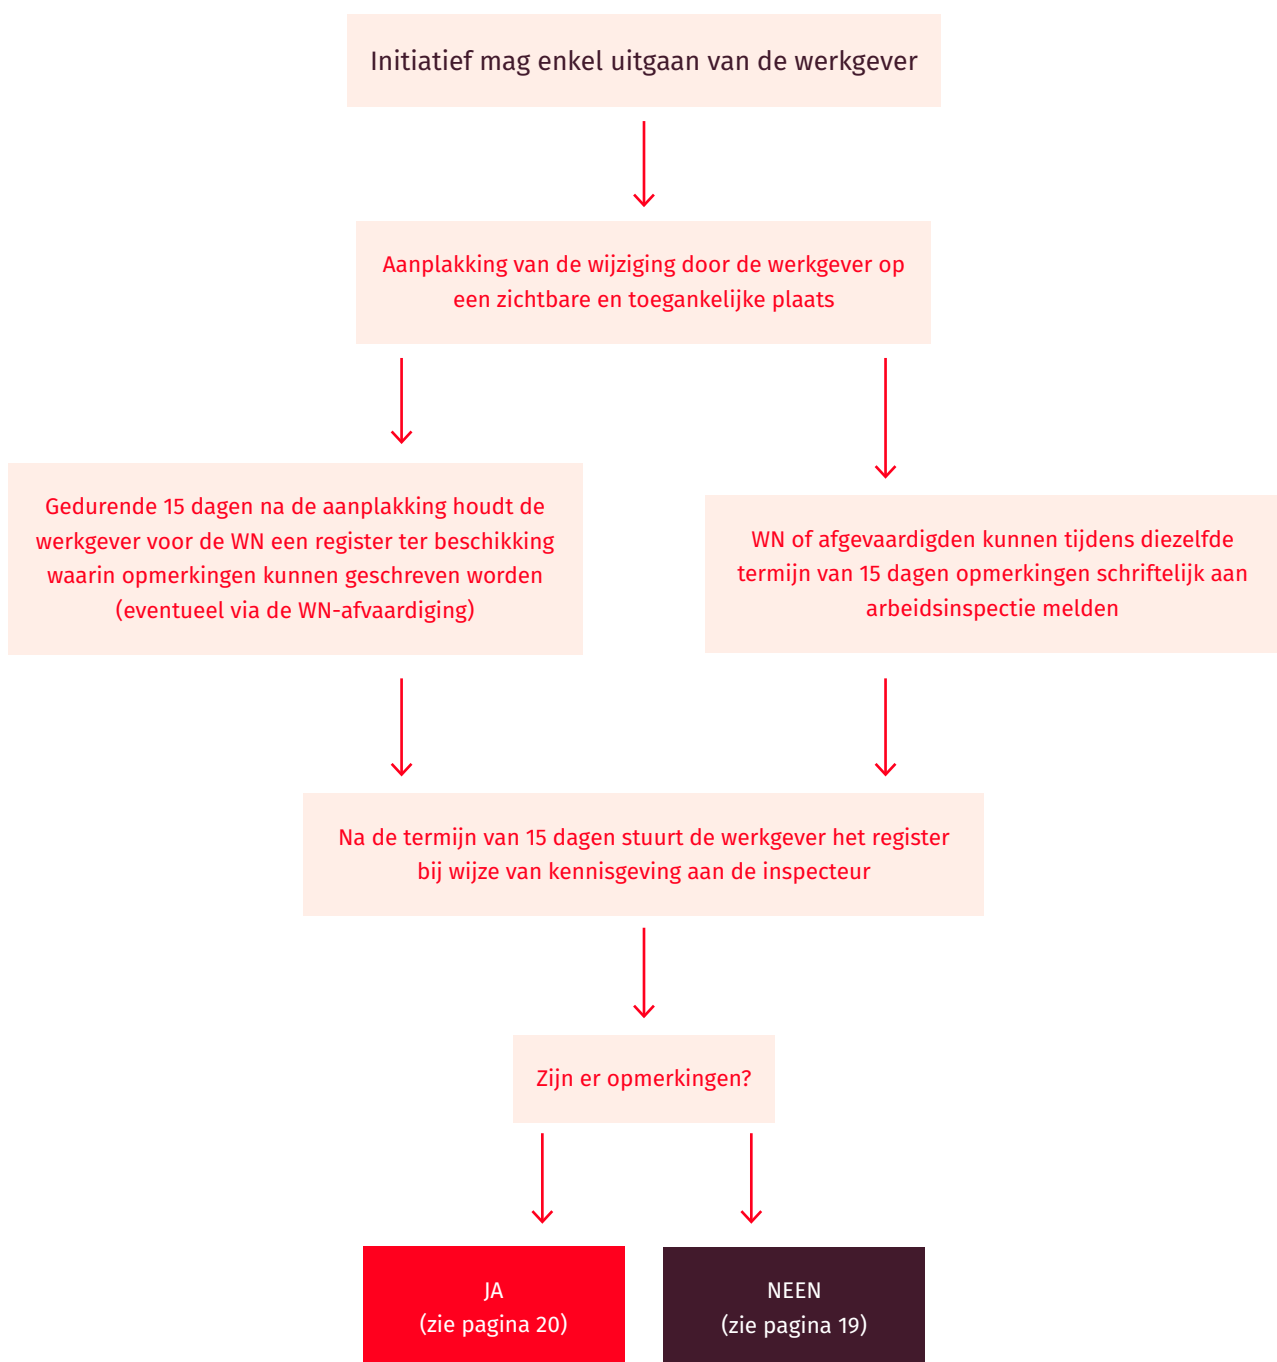 Initiatief mag enkel uitgaan van de werkgever
Aanplakking van de wijziging door de werkgever op
een zichtbare en toegankelijke plaats
Gedurende 15 dagen na de aanplakking houdt de
werkgever voor de WN een register ter beschikking
waarin opmerkingen kunnen geschreven worden
(eventueel via de WN-afvaardiging)
WN of afgevaardigden kunnen tijdens diezelfde
termijn van 15 dagen opmerkingen schriftelijk aan
arbeidsinspectie melden
Na de termijn van 15 dagen stuurt de werkgever het register
bij wijze van kennisgeving aan de inspecteur
Zijn er opmerkingen?
JA
(zie pagina 20)
NEEN
(zie pagina 19)